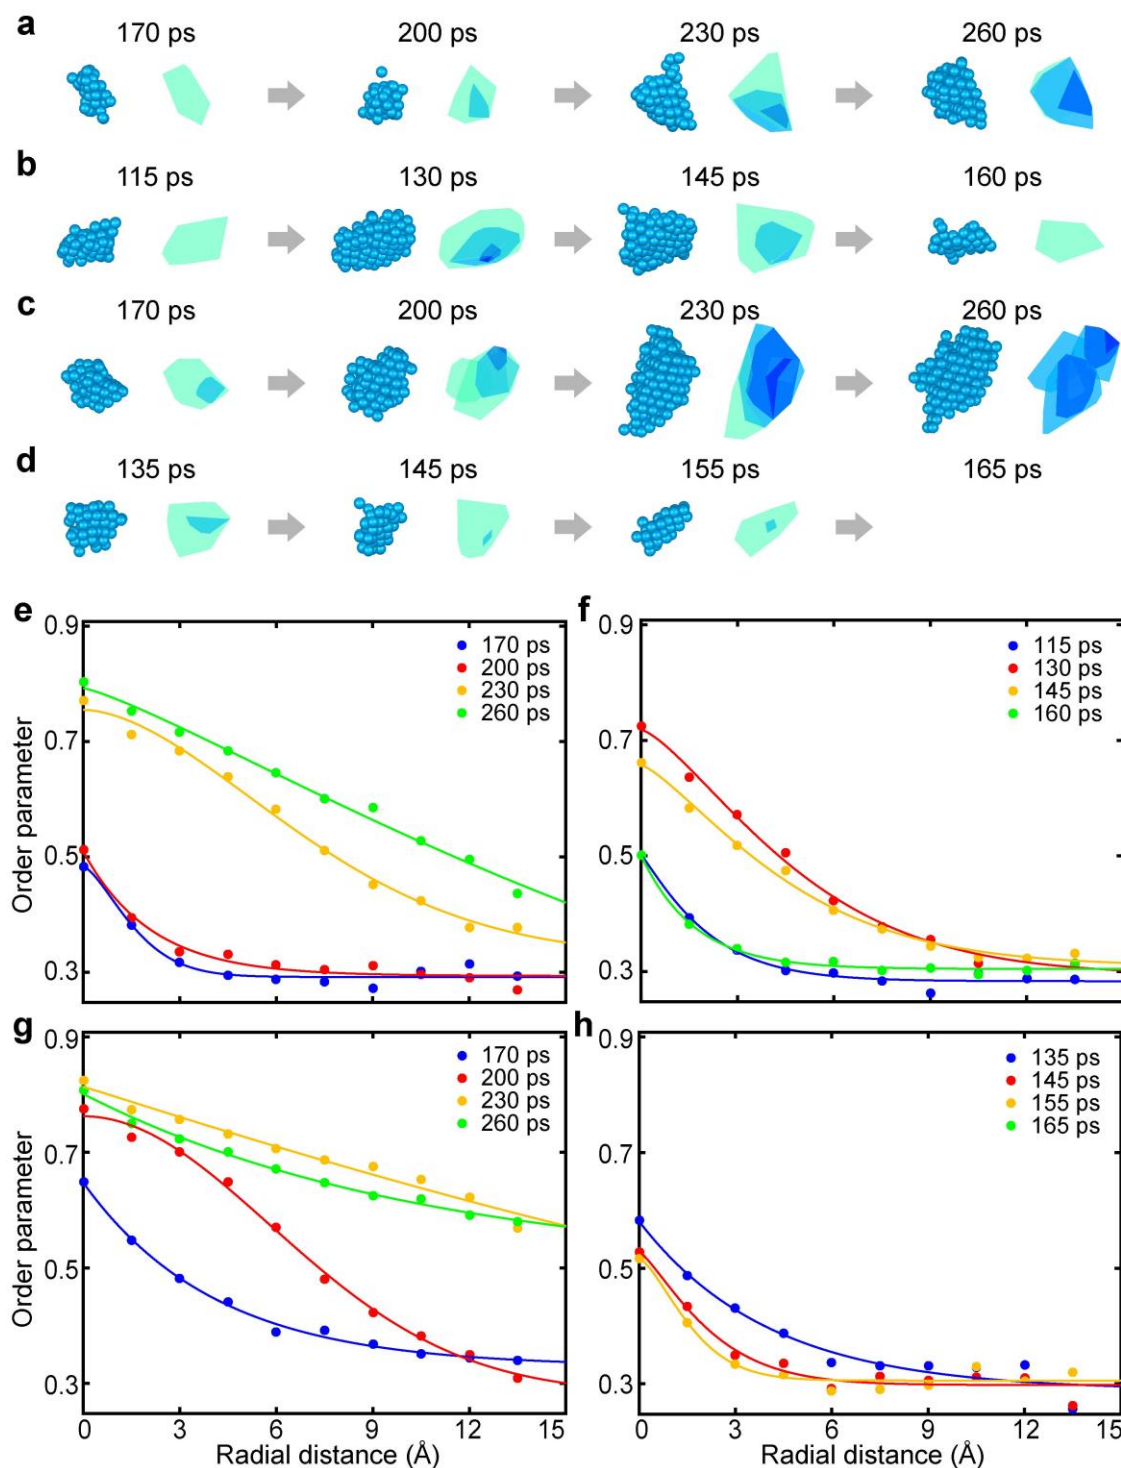 a
170 ps 200 ps 230 ps 260 ps
b
115 ps 130 ps 145 ps 160 ps
c
170 ps 200 ps 230 ps 260 ps
d
135 ps 145 ps 155 ps 165 ps
e
0.9
0.7
0.5
0.3
Order parameter
170 ps
200 ps
230 ps
260 ps
f
0.9
0.7
0.5
0.3
115 ps
130 ps
145 ps
160 ps
g
0.9
0.7
0.5
0.3
Order parameter
170 ps
200 ps
230 ps
260 ps
0 3 6 9 12 15
Radial distance (Å)
h
0.9
0.7
0.5
0.3
135 ps
145 ps
155 ps
165 ps
0 3 6 9 12 15
Radial distance (Å)